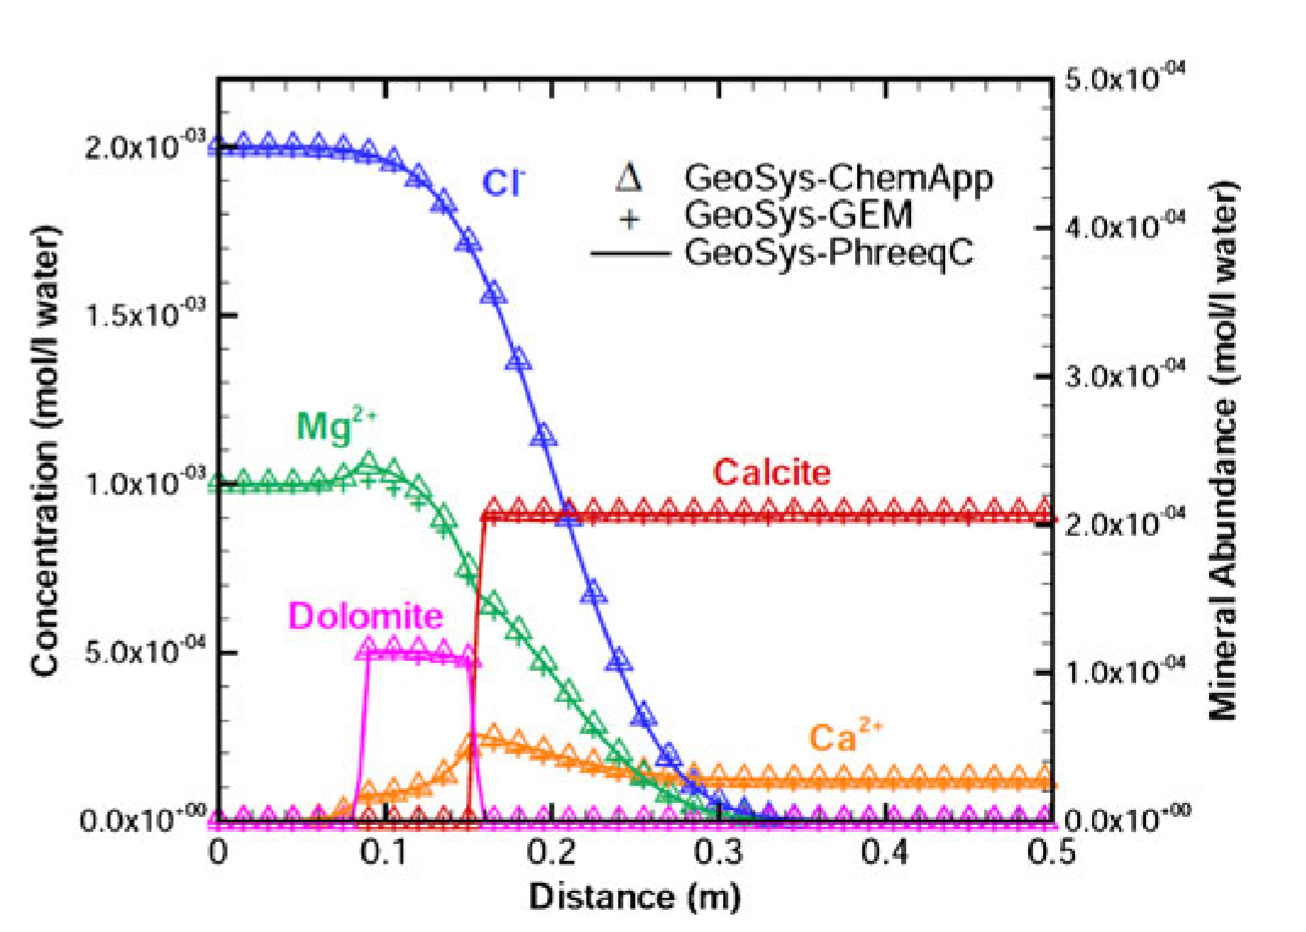 5.0x10⁻⁰⁴
2.0x10⁻⁰³
Cl⁻
Δ GeoSys-ChemApp
+ GeoSys-GEM
GeoSys-PhreeqC
4.0x10⁻⁰⁴
1.5x10⁻⁰³
3.0x10⁻⁰⁴
Mg²⁺
1.0x10⁻⁰³
Calcite
2.0x10⁻⁰⁴
Dolomite
5.0x10⁻⁰⁴
1.0x10⁻⁰⁴
Ca²⁺
0.0x10⁺⁰⁰
0.0x10⁺⁰⁰
0 0.1 0.2 0.3 0.4 0.5
Distance (m)
Concentration (mol/l water)
Mineral Abundance (mol/l water)